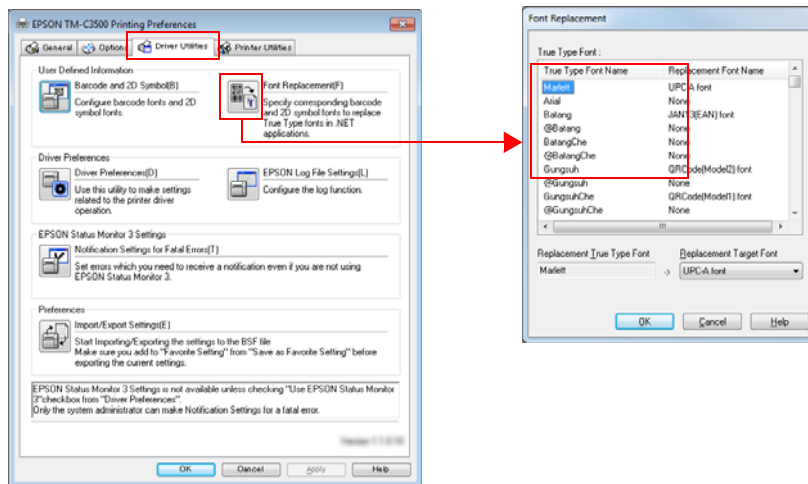 EPSON TM-C3500 Printing Preferences
General
Option
Driver Utilities
Printer Utilities
User Defined Information
Barcode and 2D Symbol(B)
Configure barcode fonts and 2D
symbol fonts.
Font Replacement(F)
Specify corresponding barcode
and 2D symbol fonts to replace
True Type fonts in .NET
applications.
Driver Preferences
Driver Preferences(D)
Use this utility to make settings
related to the printer driver
operation.
EPSON Log File Settings(L)
Configure the log function.
EPSON Status Monitor 3 Settings
Notification Settings for Fatal Errors(T)
Set errors which you need to receive a notification even if you are not using
EPSON Status Monitor 3.
Preferences
Import/Export Settings(E)
Start Importing/Exporting the settings to the BSF file
Make sure you add to "Favorite Setting" from "Save as Favorite Setting" before
exporting the current settings.
EPSON Status Monitor 3 Settings is not available unless checking "Use EPSON Status Monitor
3"checkbox from "Driver Preferences".
Only the system administrator can make Notification Settings for a fatal error.
OK
Cancel
Apply
Help
Font Replacement
True Type Font :
True Type Font Name Replacement Font Name
Marlett UPC-A font
Arial None
Batang JAN13(EAN) font
@Batang None
BatangChe None
@BatangChe None
Gungsuh QRCode(Model2) font
@Gungsuh None
GungsuhChe QRCode(Model1) font
@GungsuhChe None
Replacement True Type Font Replacement Target Font
Marlett -> UPC-A font
OK
Cancel
Help